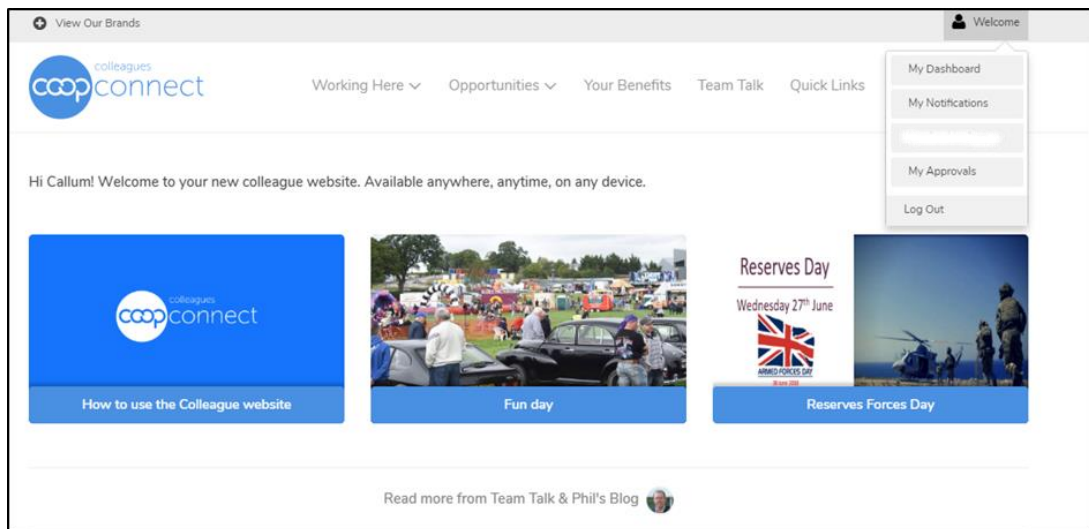 View Our Brands
Welcome
colleagues
coop connect
Working Here
Opportunities
Your Benefits
Team Talk
Quick Links
My Dashboard
My Notifications
My Approvals
Log Out
Hi Callum! Welcome to your new colleague website. Available anywhere, anytime, on any device.
colleagues
coop connect
Reserves Day
Wednesday 27th June
ARMED FORCES DAY
How to use the Colleague website
Fun day
Reserves Forces Day
Read more from Team Talk & Phil's Blog